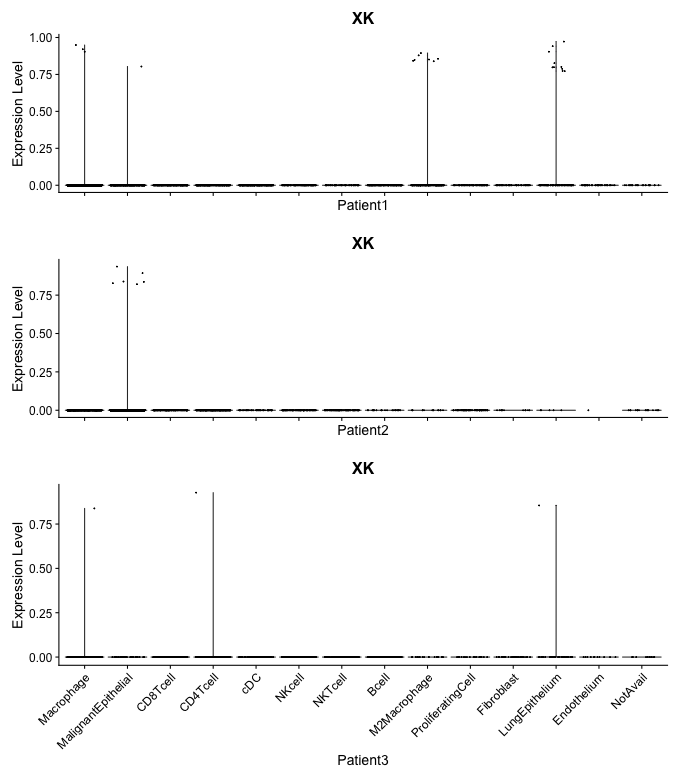 XK
Expression Level
1.00
0.75
0.50
0.25
0.00
Patient1
XK
Expression Level
0.75
0.50
0.25
0.00
Patient2
XK
Expression Level
0.75
0.50
0.25
0.00
Macrophage
MalignantEpithelial
CD8Tcell
CD4Tcell
cDC
NKcell
NKTcell
Bcell
M2Macrophage
ProliferatingCell
Fibroblast
LungEpithelium
Endothelium
NotAvail
Patient3